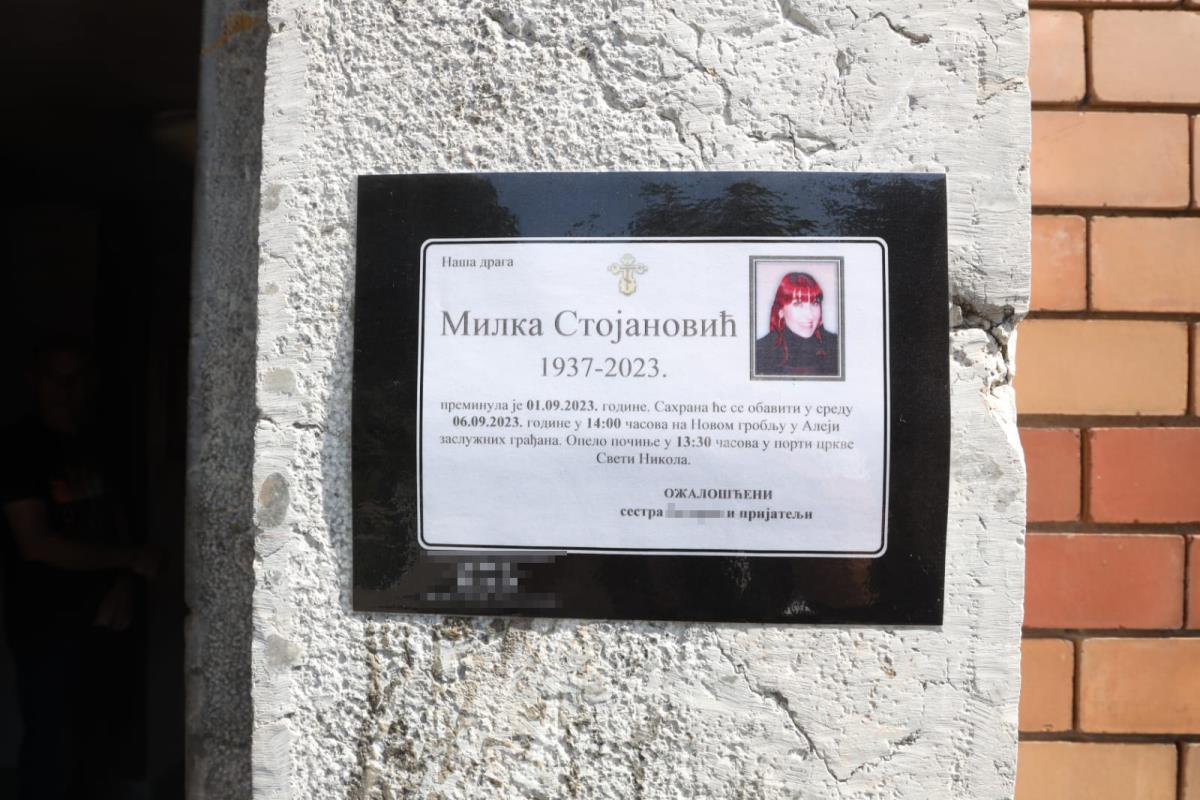 Наша драга
Милка Стојановић
1937-2023.
преминула је 01.09.2023. године. Сахрана ће се обавити у среду
06.09.2023. године у 14:00 часова на Новом гробљу у Алеји
заслужних грађана. Опело почиње у 13:30 часова у порти цркве
Свети Никола.
ОЖАЛОШЋЕНИ
сестра и пријатељи